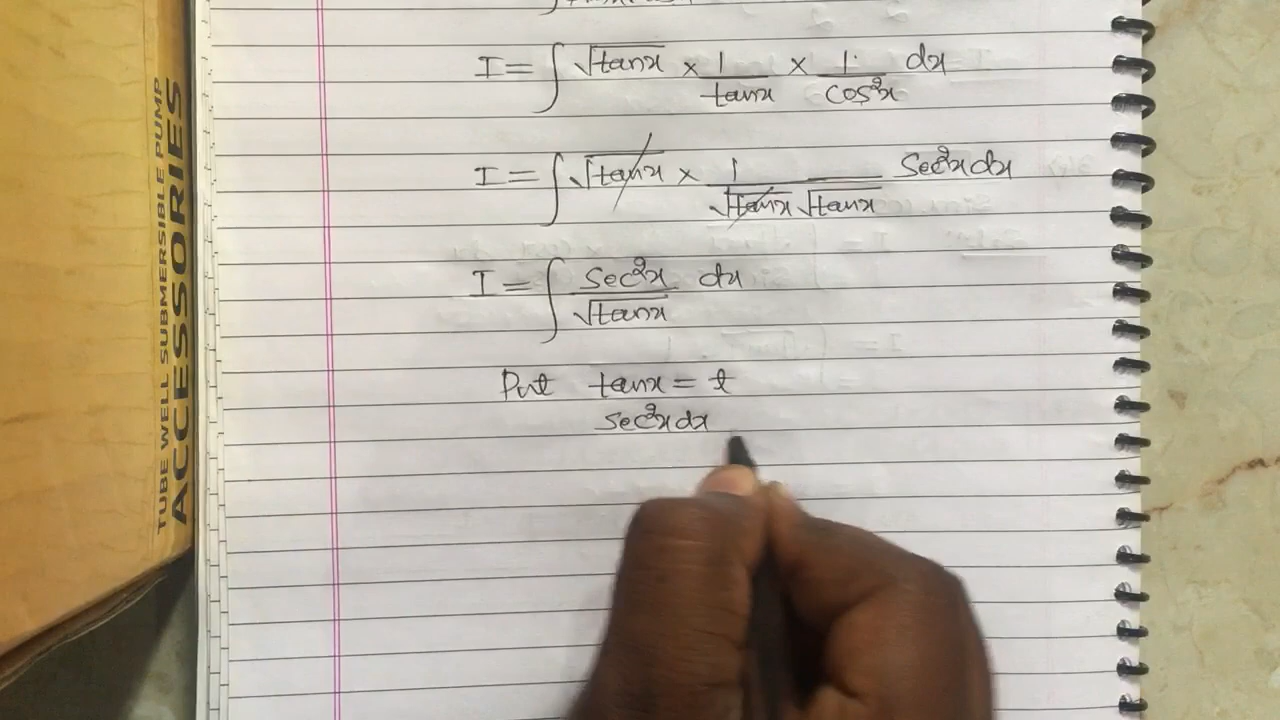 TUBE WELL SUBMERSIBLE PUMP
ACCESSORIES
I = ∫ √tanx × 1/tanx × 1/cos²x dx
I = ∫ √tanx × 1/(√tanx √tanx) Sec²x dx
I = ∫ Sec²x/√tanx dx
Put tanx = t
Sec²x dx